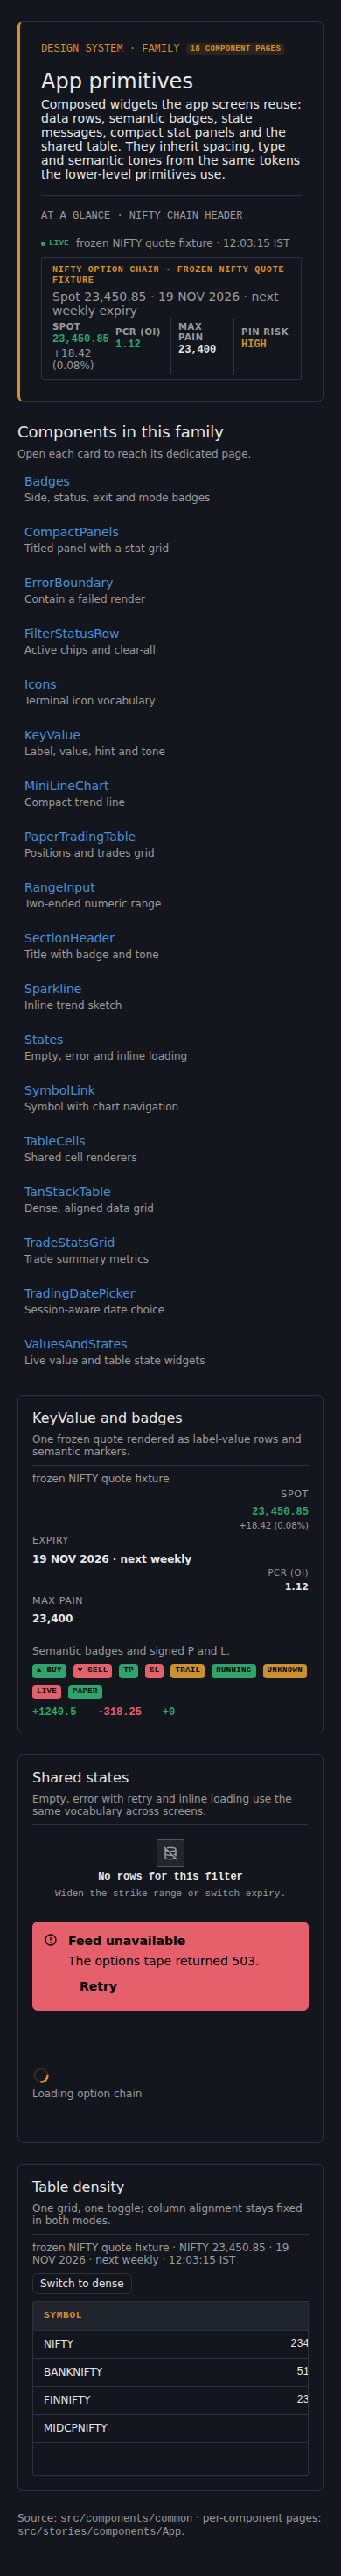 DESIGN SYSTEM · FAMILY 18 COMPONENT PAGES
App primitives
Composed widgets the app screens reuse:
data rows, semantic badges, state
messages, compact stat panels and the
shared table. They inherit spacing, type
and semantic tones from the same tokens
the lower-level primitives use.
AT A GLANCE · NIFTY CHAIN HEADER
LIVE frozen NIFTY quote fixture · 12:03:15 IST
NIFTY OPTION CHAIN · FROZEN NIFTY QUOTE
FIXTURE
Spot 23,450.85 · 19 NOV 2026 · next
weekly expiry
SPOT
23,450.85
+18.42
(0.08%)
PCR (OI)
1.12
MAX
PAIN
23,400
PIN RISK
HIGH
Components in this family
Open each card to reach its dedicated page.
Badges
Side, status, exit and mode badges
CompactPanels
Titled panel with a stat grid
ErrorBoundary
Contain a failed render
FilterStatusRow
Active chips and clear-all
Icons
Terminal icon vocabulary
KeyValue
Label, value, hint and tone
MiniLineChart
Compact trend line
PaperTradingTable
Positions and trades grid
RangeInput
Two-ended numeric range
SectionHeader
Title with badge and tone
Sparkline
Inline trend sketch
States
Empty, error and inline loading
SymbolLink
Symbol with chart navigation
TableCells
Shared cell renderers
TanStackTable
Dense, aligned data grid
TradeStatsGrid
Trade summary metrics
TradingDatePicker
Session-aware date choice
ValuesAndStates
Live value and table state widgets
KeyValue and badges
One frozen quote rendered as label-value rows and
semantic markers.
frozen NIFTY quote fixture
SPOT
23,450.85
+18.42 (0.08%)
EXPIRY
19 NOV 2026 · next weekly
PCR (OI)
1.12
MAX PAIN
23,400
Semantic badges and signed P and L.
▲ BUY ▼ SELL TP SL TRAIL RUNNING UNKNOWN
LIVE PAPER
+1240.5 -318.25 +0
Shared states
Empty, error with retry and inline loading use the
same vocabulary across screens.
No rows for this filter
Widen the strike range or switch expiry.
Feed unavailable
The options tape returned 503.
Retry
Loading option chain
Table density
One grid, one toggle; column alignment stays fixed
in both modes.
frozen NIFTY quote fixture · NIFTY 23,450.85 · 19
NOV 2026 · next weekly · 12:03:15 IST
Switch to dense
SYMBOL
NIFTY 234
BANKNIFTY 51
FINNIFTY 23
MIDCPNIFTY
Source: src/components/common · per-component pages:
src/stories/components/App.